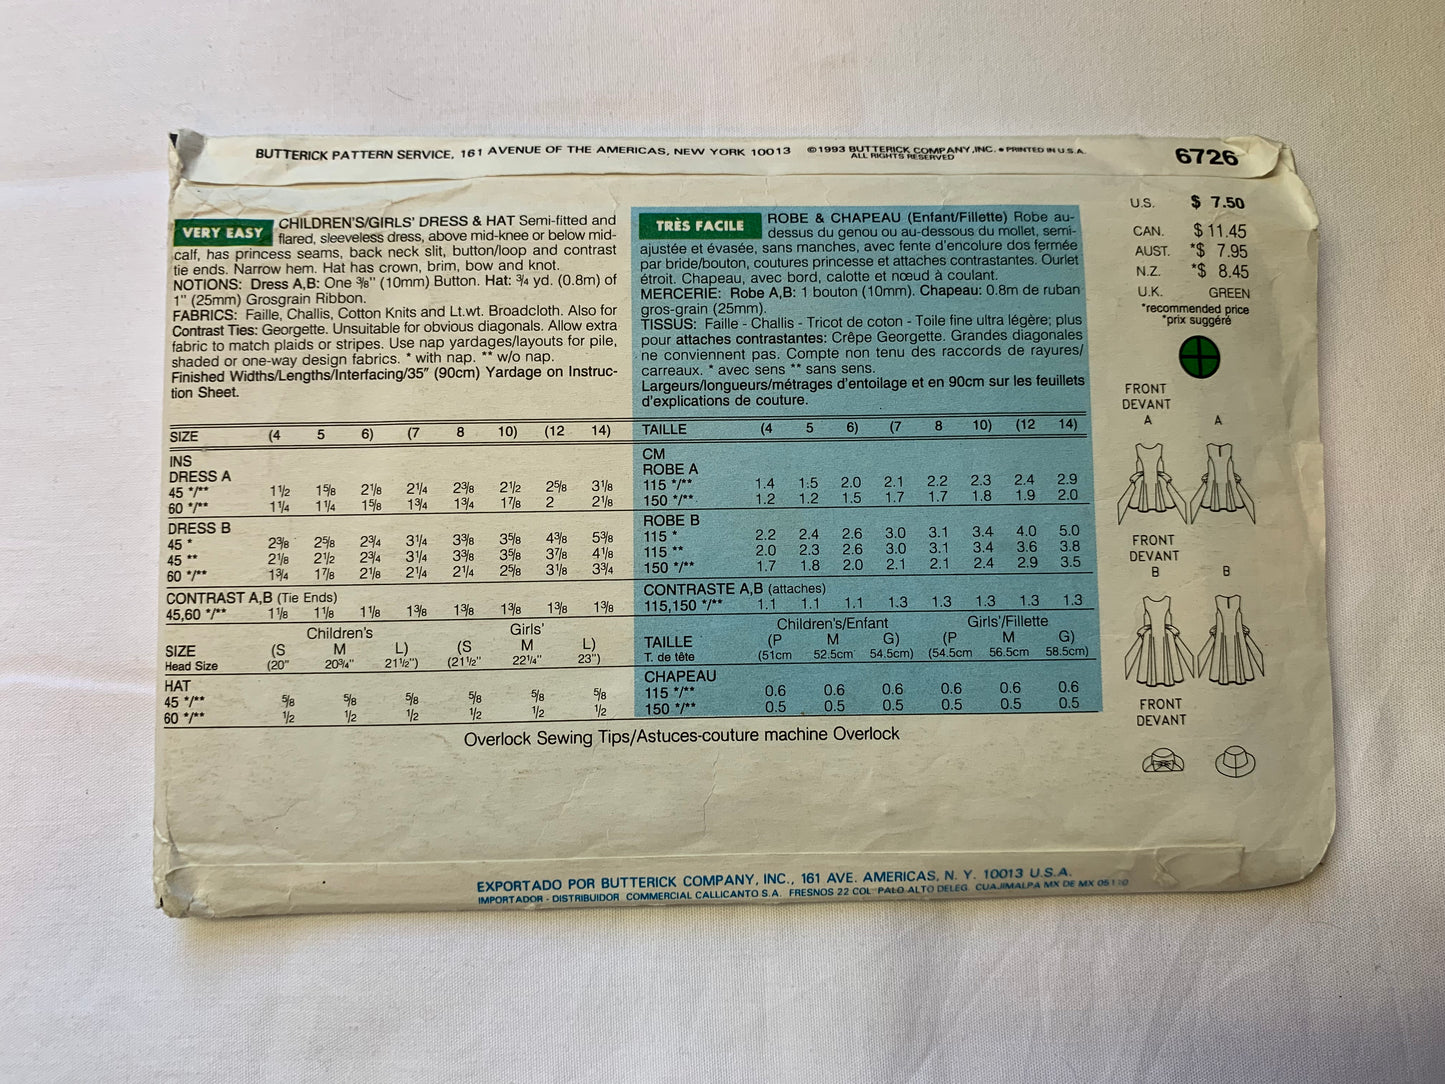 BUTTERICK PATTERN SERVICE, 161 AVENUE OF THE AMERICAS, NEW YORK 10013 ©1993 BUTTERICK COMPANY, INC. • PRINTED IN U.S.A.
ALL RIGHTS RESERVED
6726
VERY EASY
CHILDREN'S/GIRLS' DRESS & HAT Semi-fitted and
flared, sleeveless dress, above mid-knee or below mid-
calf, has princess seams, back neck slit, button/loop and contrast
tie ends. Narrow hem. Hat has crown, brim, bow and knot.
NOTIONS: Dress A,B: One 3/8" (10mm) Button. Hat: 3/4 yd. (0.8m) of
1" (25mm) Grosgrain Ribbon.
FABRICS: Faille, Challis, Cotton Knits and Lt.wt. Broadcloth. Also for
Contrast Ties: Georgette. Unsuitable for obvious diagonals. Allow extra
fabric to match plaids or stripes. Use nap yardages/layouts for pile,
shaded or one-way design fabrics. * with nap. ** w/o nap.
Finished Widths/Lengths/Interfacing/35" (90cm) Yardage on Instruc-
tion Sheet.
SIZE (4 5 6) (7 8 10) (12 14)
INS
DRESS A
45 */** 1 1/2 1 5/8 2 1/8 2 1/4 2 3/8 2 1/2 2 5/8 3 1/8
60 */** 1 1/4 1 1/4 1 5/8 1 3/4 1 3/4 1 7/8 2 2 1/8
DRESS B
45 * 2 3/8 2 5/8 2 3/4 3 1/4 3 3/8 3 5/8 4 3/8 5 3/8
45 ** 2 1/8 2 1/2 2 3/4 3 1/4 3 3/8 3 5/8 3 7/8 4 1/8
60 */** 1 3/4 1 7/8 2 1/8 2 1/4 2 1/4 2 5/8 3 1/8 3 3/4
CONTRAST A,B (Tie Ends)
45,60 */** 1 1/8 1 1/8 1 1/8 1 3/8 1 3/8 1 3/8 1 3/8 1 3/8
Children's Girls'
SIZE (S M L) (S M L)
Head Size (20" 20 3/4" 21 1/2") (21 1/2" 22 1/4" 23")
HAT
45 */** 5/8 5/8 5/8 5/8 5/8 5/8
60 */** 1/2 1/2 1/2 1/2 1/2 1/2
TRÈS FACILE
ROBE & CHAPEAU (Enfant/Fillette) Robe au-
dessus du genou ou au-dessous du mollet, semi-
ajustée et évasée, sans manches, avec fente d'encolure dos fermée
par bride/bouton, coutures princesse et attaches contrastantes. Ourlet
étroit. Chapeau, avec bord, calotte et nœud à coulant.
MERCERIE: Robe A,B: 1 bouton (10mm). Chapeau: 0.8m de ruban
gros-grain (25mm).
TISSUS: Faille - Challis - Tricot de coton - Toile fine ultra légère; plus
pour attaches contrastantes: Crêpe Georgette. Grandes diagonales
ne conviennent pas. Compte non tenu des raccords de rayures/
carreaux. * avec sens ** sans sens.
Largeurs/longueurs/métrages d'entoilage et en 90cm sur les feuillets
d'explications de couture.
TAILLE (4 5 6) (7 8 10) (12 14)
CM
ROBE A
115 */** 1.4 1.5 2.0 2.1 2.2 2.3 2.4 2.9
150 */** 1.2 1.2 1.5 1.7 1.7 1.8 1.9 2.0
ROBE B
115 * 2.2 2.4 2.6 3.0 3.1 3.4 4.0 5.0
115 ** 2.0 2.3 2.6 3.0 3.1 3.4 3.6 3.8
150 */** 1.7 1.8 2.0 2.1 2.1 2.4 2.9 3.5
CONTRASTE A,B (attaches)
115,150 */** 1.1 1.1 1.1 1.3 1.3 1.3 1.3 1.3
Children's/Enfant Girls'/Fillette
TAILLE (P M G) (P M G)
T. de tête (51cm 52.5cm 54.5cm) (54.5cm 56.5cm 58.5cm)
CHAPEAU
115 */** 0.6 0.6 0.6 0.6 0.6 0.6
150 */** 0.5 0.5 0.5 0.5 0.5 0.5
Overlock Sewing Tips/Astuces-couture machine Overlock
U.S. $ 7.50
CAN. $ 11.45
AUST. *$ 7.95
N.Z. *$ 8.45
U.K. GREEN
*recommended price
*prix suggéré
FRONT
DEVANT
A A
FRONT
DEVANT
B B
FRONT
DEVANT
EXPORTADO POR BUTTERICK COMPANY, INC., 161 AVE. AMERICAS, N. Y. 10013 U.S.A.
IMPORTADOR - DISTRIBUIDOR COMMERCIAL CALLICANTO S.A. FRESNOS 22 COL. PALO ALTO DELEG. CUAJIMALPA MX DE MX